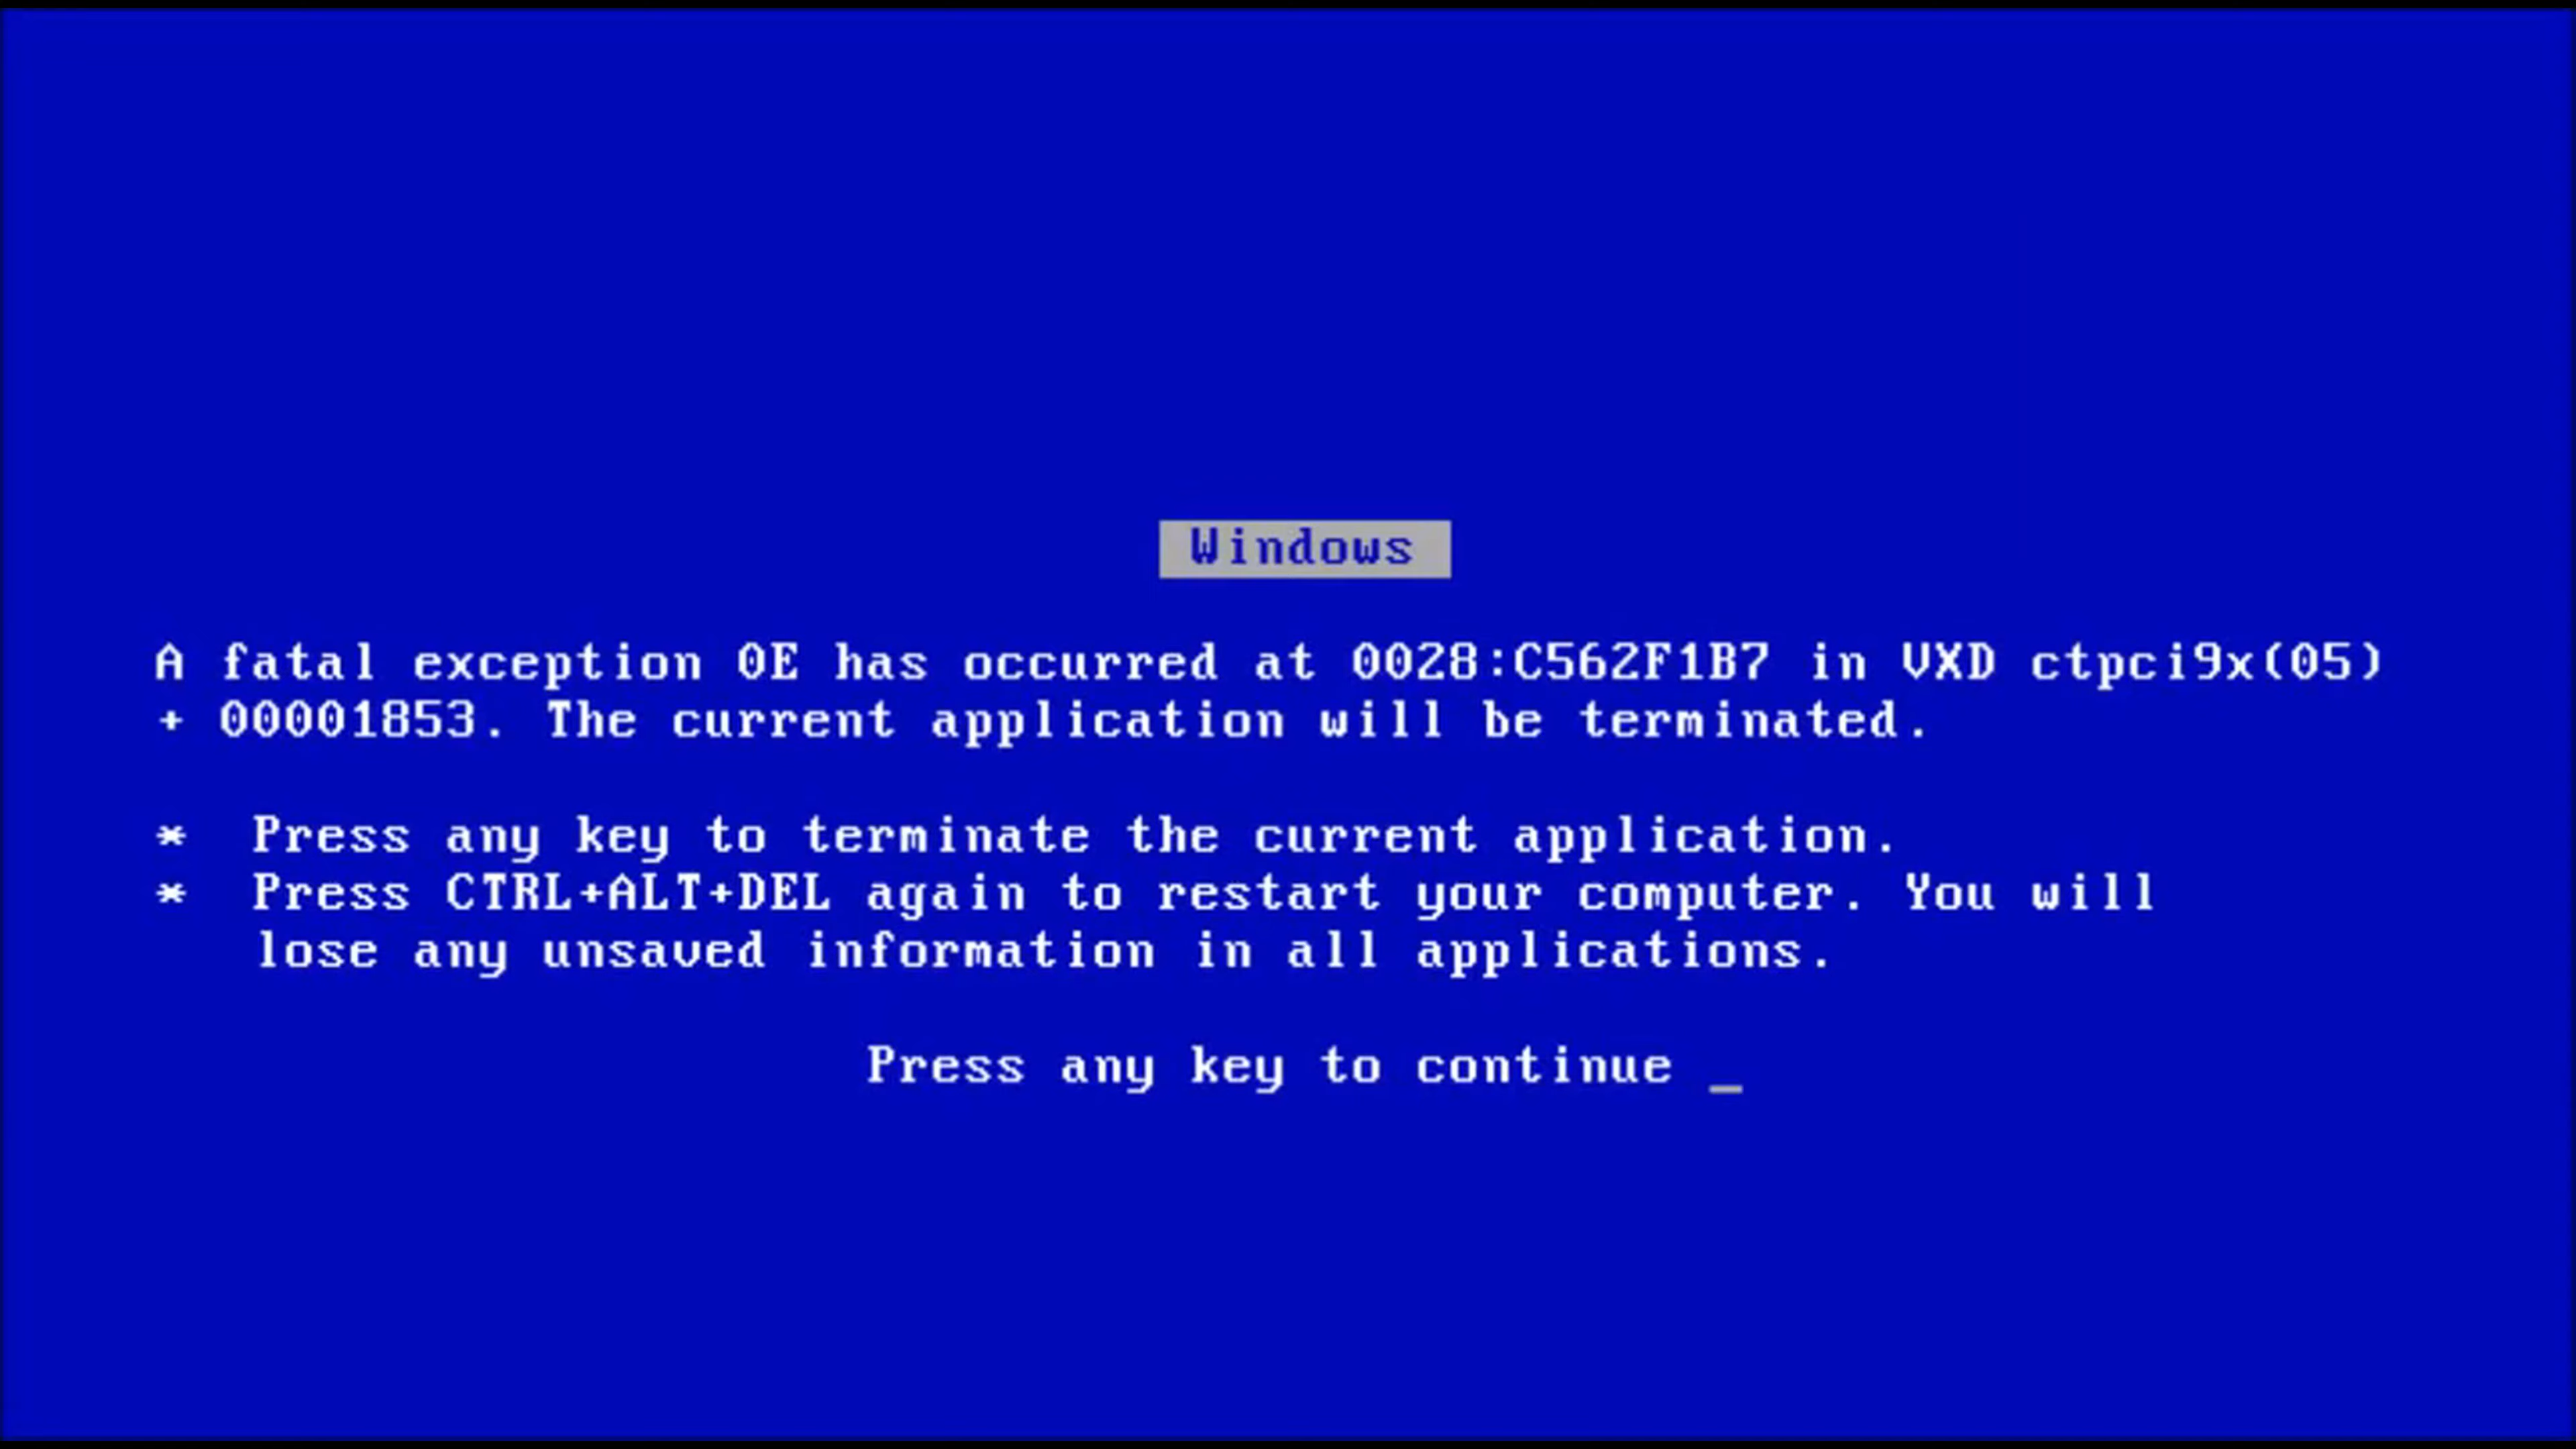 Windows
A fatal exception 0E has occurred at 0028:C562F1B7 in VXD ctpci9x(05)
+ 00001853. The current application will be terminated.
*  Press any key to terminate the current application.
*  Press CTRL+ALT+DEL again to restart your computer. You will
lose any unsaved information in all applications.
Press any key to continue _